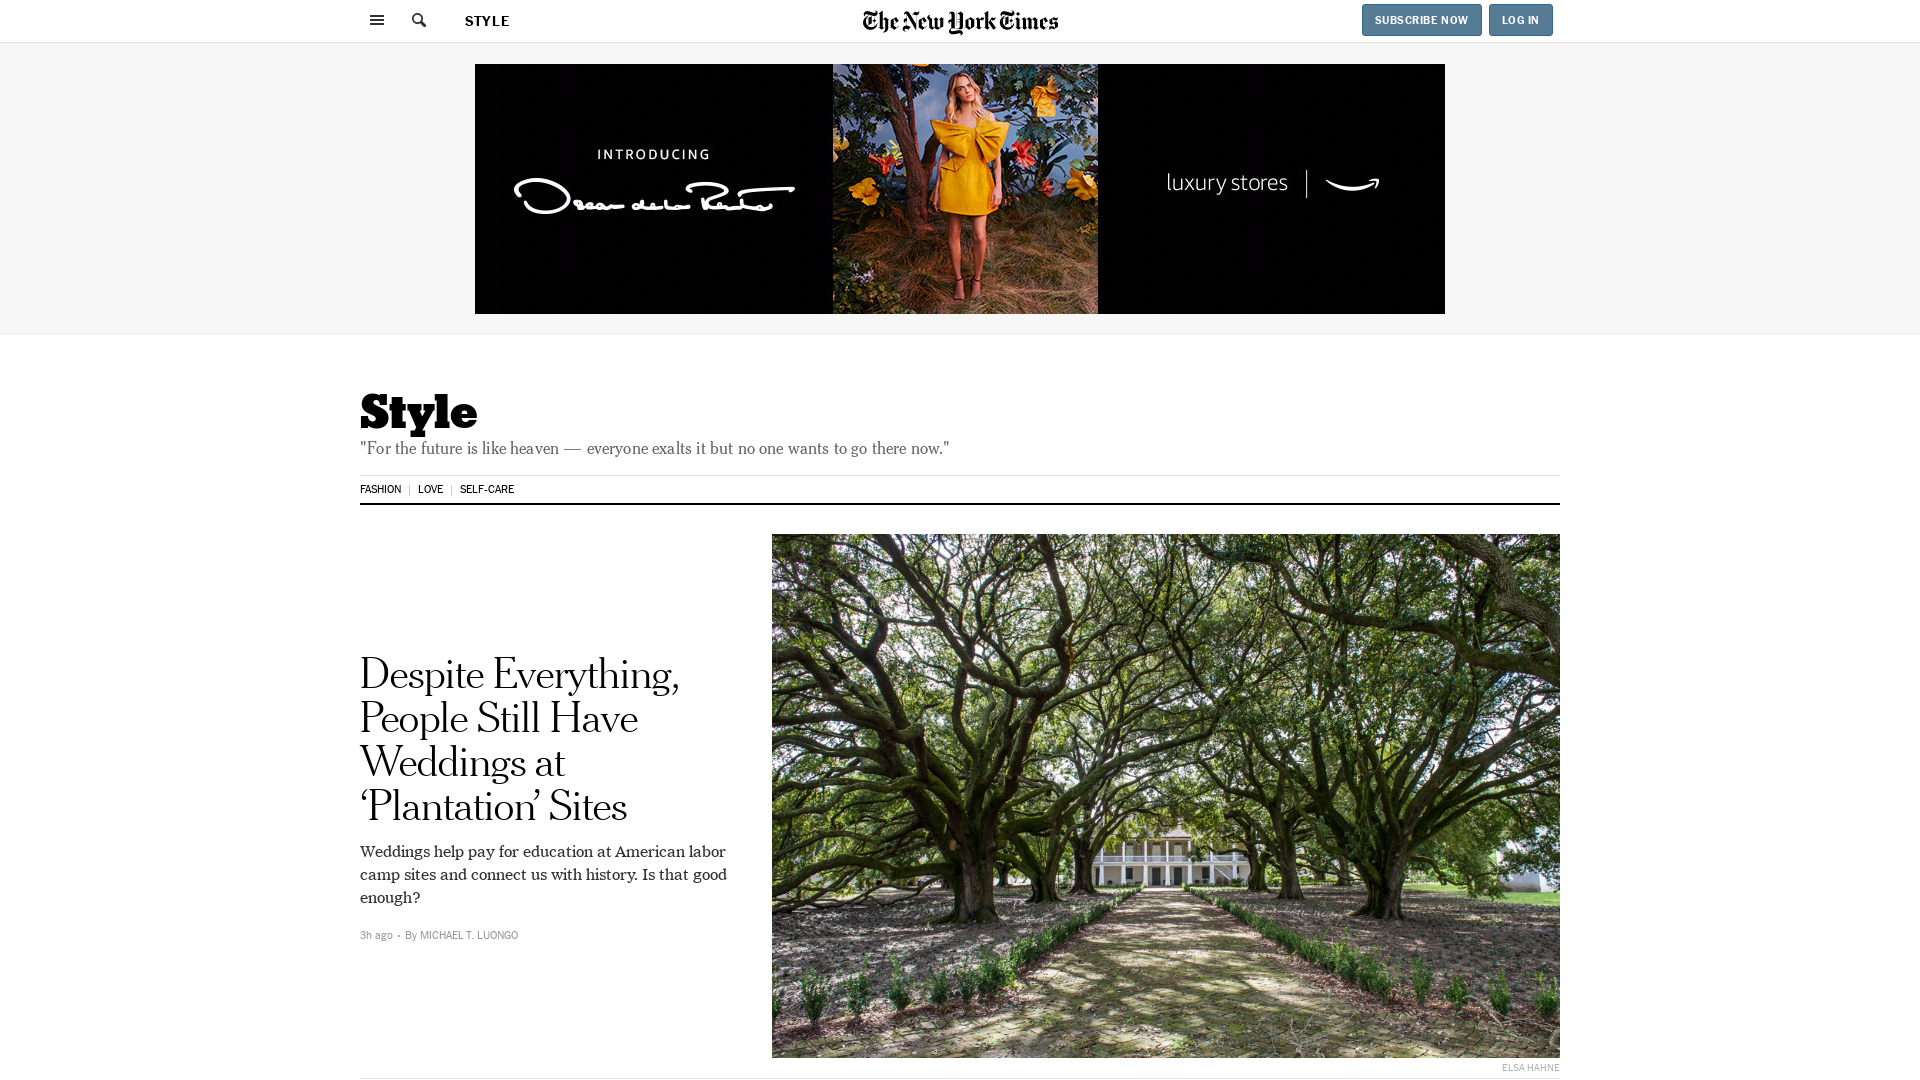 STYLE
The New York Times
SUBSCRIBE NOW
LOG IN
INTRODUCING
Oscar de la Renta
luxury stores
Style
"For the future is like heaven — everyone exalts it but no one wants to go there now."
FASHION
LOVE
SELF-CARE
Despite Everything,
People Still Have
Weddings at
‘Plantation’ Sites
Weddings help pay for education at American labor
camp sites and connect us with history. Is that good
enough?
3h ago • By MICHAEL T. LUONGO
ELSA HAHNE